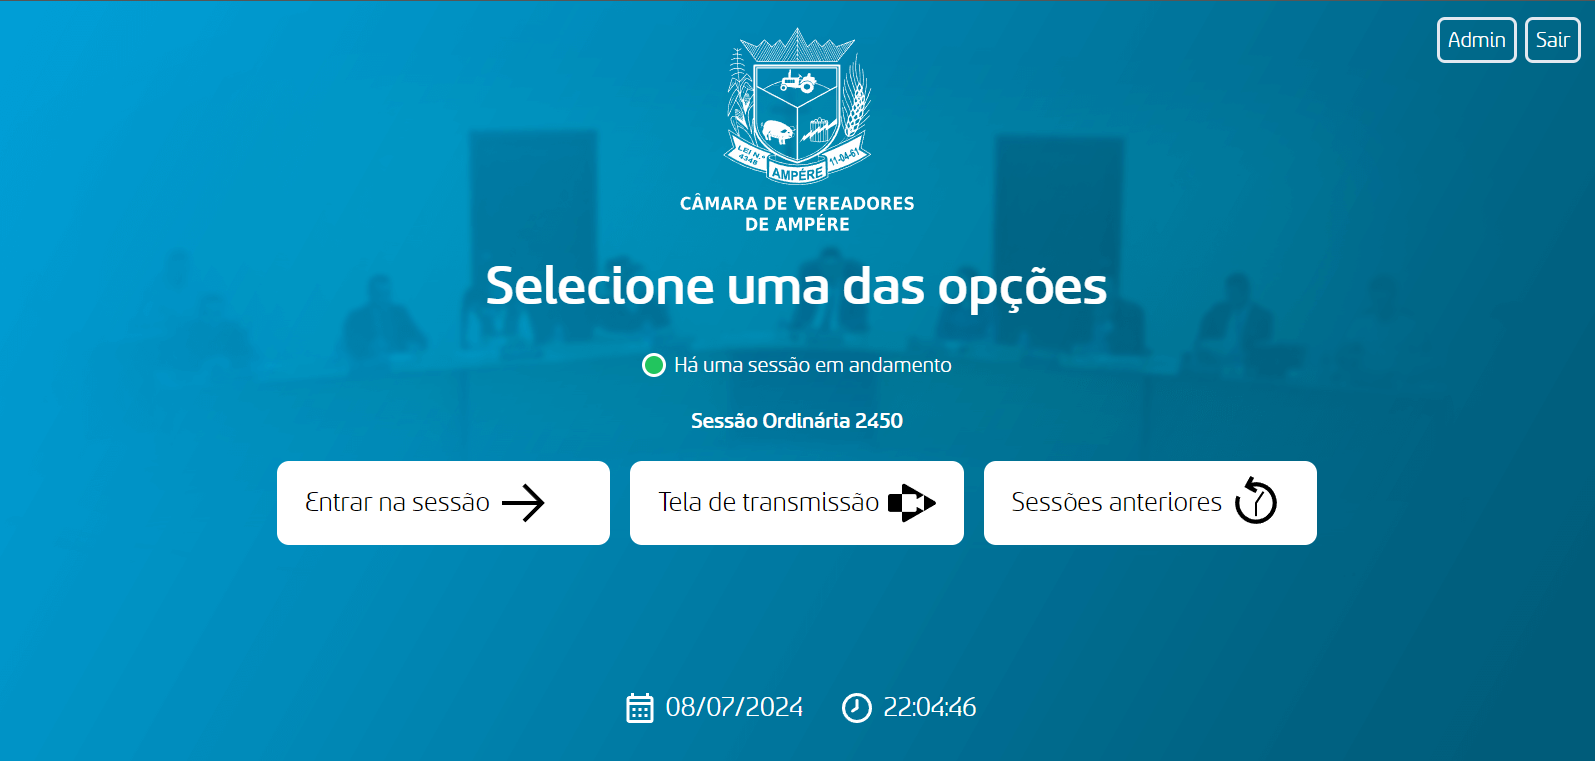 Admin
Sair
LEI N.º
4348
AMPÉRE
11-04-61
CÂMARA DE VEREADORES
DE AMPÉRE
Selecione uma das opções
Há uma sessão em andamento
Sessão Ordinária 2450
Entrar na sessão
Tela de transmissão
Sessões anteriores
08/07/2024
22:04:46